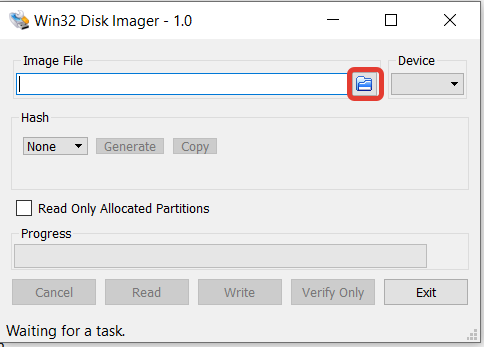 Win32 Disk Imager - 1.0
Image File
Device
Hash
None
Generate
Copy
Read Only Allocated Partitions
Progress
Cancel
Read
Write
Verify Only
Exit
Waiting for a task.